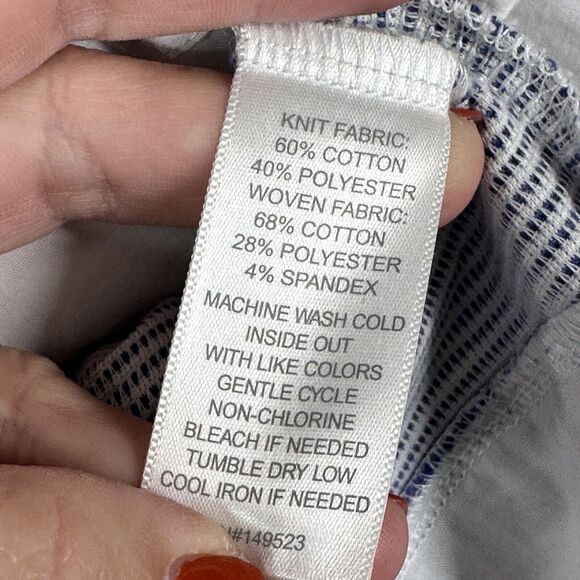 KNIT FABRIC:
60% COTTON
40% POLYESTER
WOVEN FABRIC:
68% COTTON
28% POLYESTER
4% SPANDEX
MACHINE WASH COLD
INSIDE OUT
WITH LIKE COLORS
GENTLE CYCLE
NON-CHLORINE
BLEACH IF NEEDED
TUMBLE DRY LOW
COOL IRON IF NEEDED
#149523